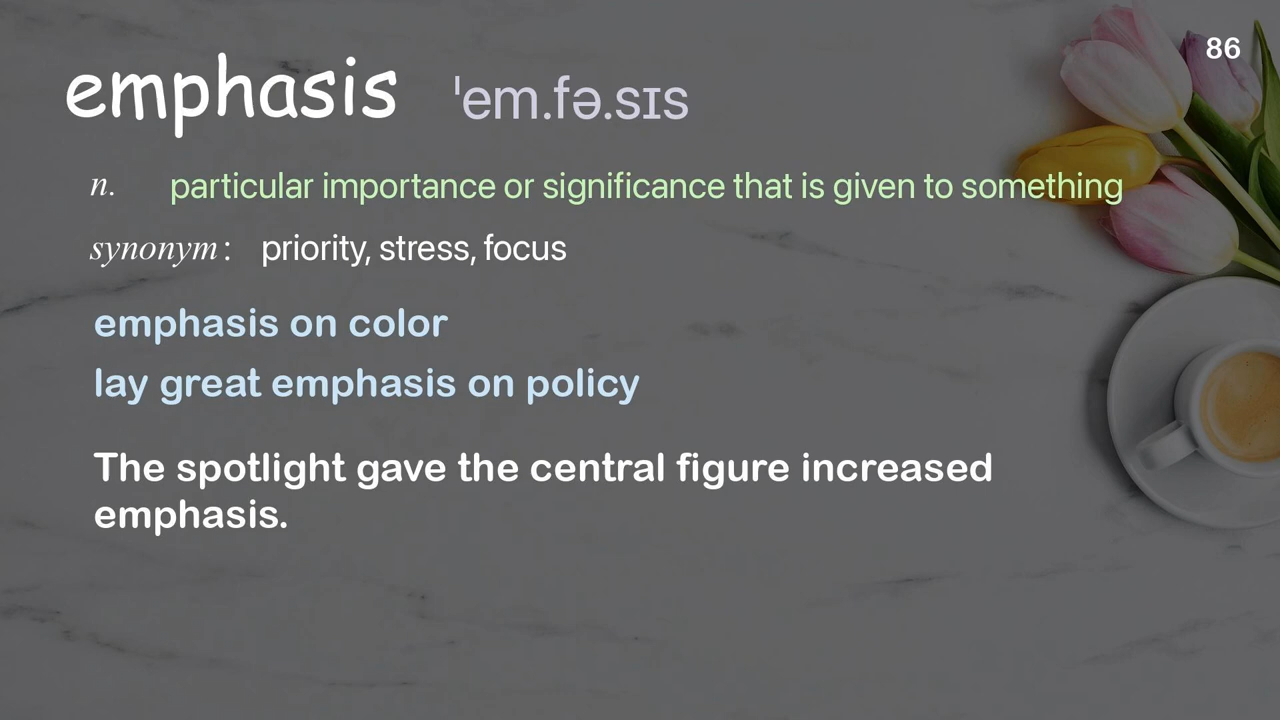 86
emphasis ˈem.fə.sɪs
n. particular importance or significance that is given to something
synonym: priority, stress, focus
emphasis on color
lay great emphasis on policy
The spotlight gave the central figure increased
emphasis.